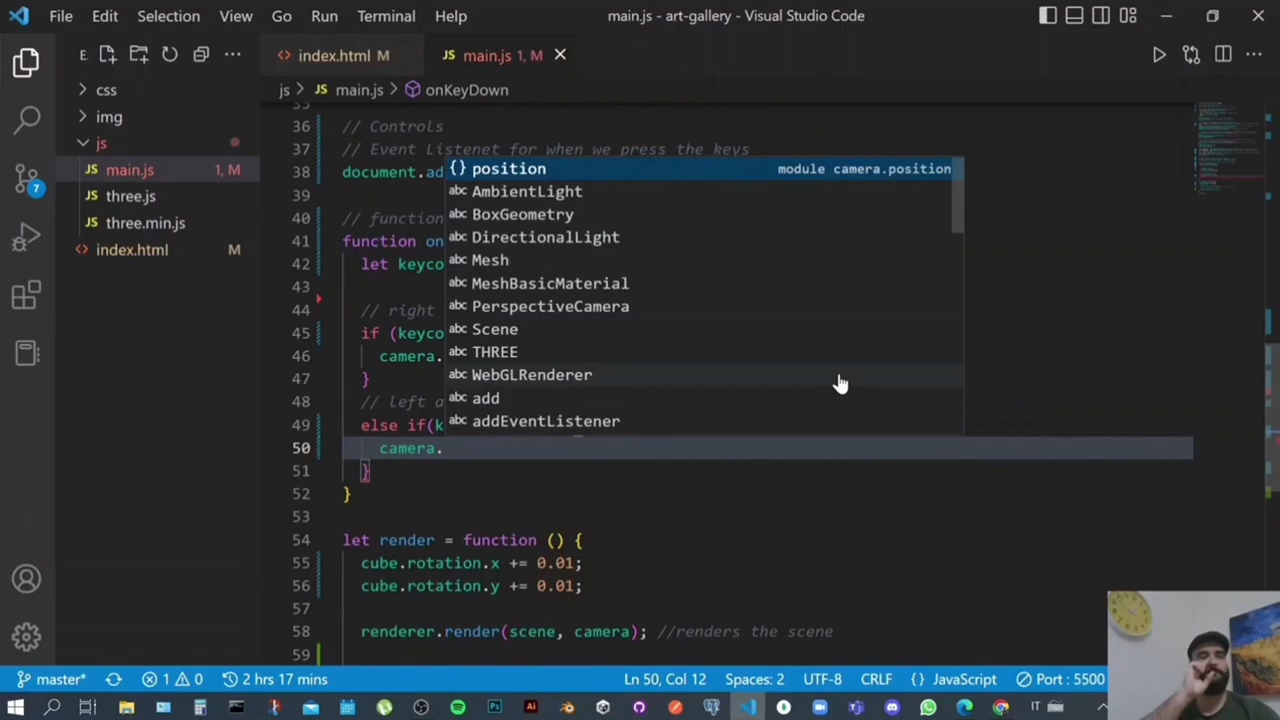 File Edit Selection View Go Run Terminal Help main.js - art-gallery - Visual Studio Code
E.
index.html M
main.js 1, M
js > main.js > onKeyDown
css
img
js
main.js 1, M
three.js
three.min.js
index.html M
7
35
36 // Controls
37 // Event Listenet for when we press the keys
38 document.ad
39
40 // function
41 function on
42 let keyco
43
44 // right
45 if (keyco
46 camera.
47 }
48 // left a
49 else if(k
50 camera.
51 }
52 }
53
54 let render = function () {
55 cube.rotation.x += 0.01;
56 cube.rotation.y += 0.01;
57
58 renderer.render(scene, camera); //renders the scene
59
{} position module camera.position
abc AmbientLight
abc BoxGeometry
abc DirectionalLight
abc Mesh
abc MeshBasicMaterial
abc PerspectiveCamera
abc Scene
abc THREE
abc WebGLRenderer
abc add
abc addEventListener
master* 1 0 2 hrs 17 mins Ln 50, Col 12 Spaces: 2 UTF-8 CRLF {} JavaScript Port : 5500
Ps Ai IT